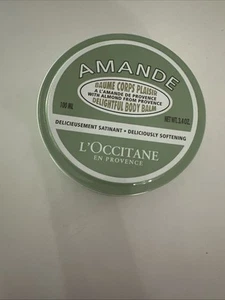 AMANDE
BAUME CORPS PLAISIR
A L'AMANDE DE PROVENCE
WITH ALMOND FROM PROVENCE
DELIGHTFUL BODY BALM
100 ML
NET WT. 3.4 OZ.
DELICIEUSEMENT SATINANT • DELICIOUSLY SOFTENING
L'OCCITANE
EN PROVENCE